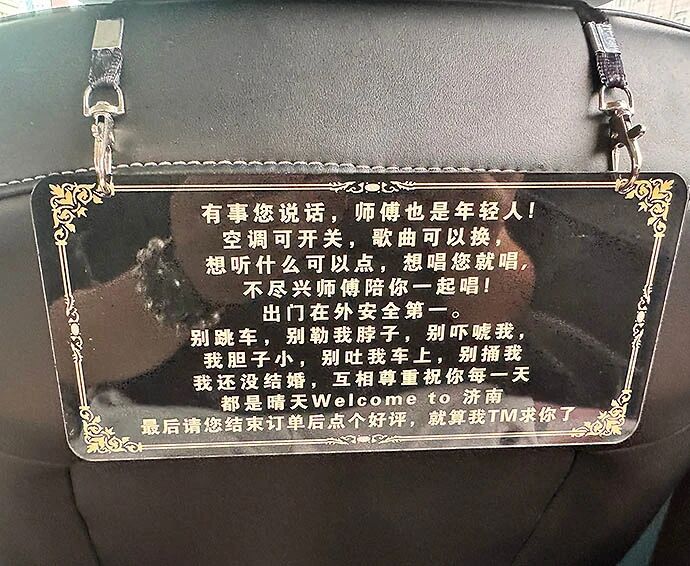 有事您说话，师傅也是年轻人！
空调可开关，歌曲可以换，
想听什么可以点，想唱您就唱，
不尽兴师傅陪你一起唱！
出门在外安全第一。
别跳车，别勒我脖子，别吓唬我，
我胆子小，别吐我车上，别捅我
我还没结婚，互相尊重祝你每一天
都是晴天Welcome to 济南
最后请您结束订单后点个好评，就算我TM求你了